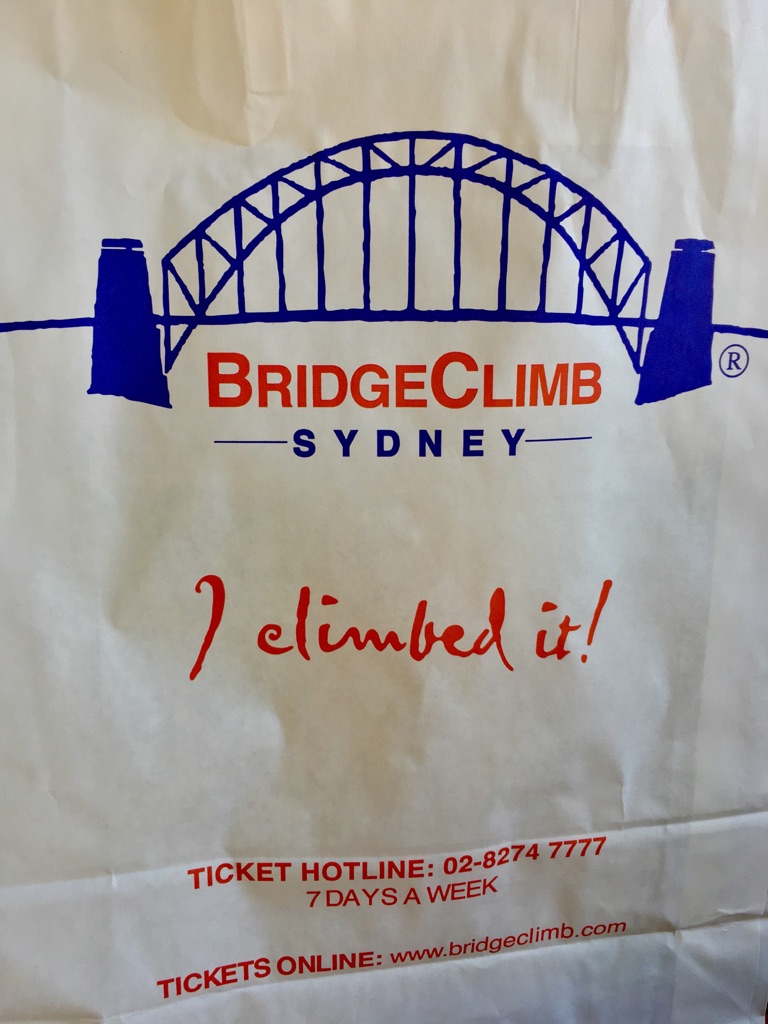 BRIDGECLIMB
®
SYDNEY
I climbed it!
TICKET HOTLINE: 02-8274 7777
7 DAYS A WEEK
TICKETS ONLINE: www.bridgeclimb.com